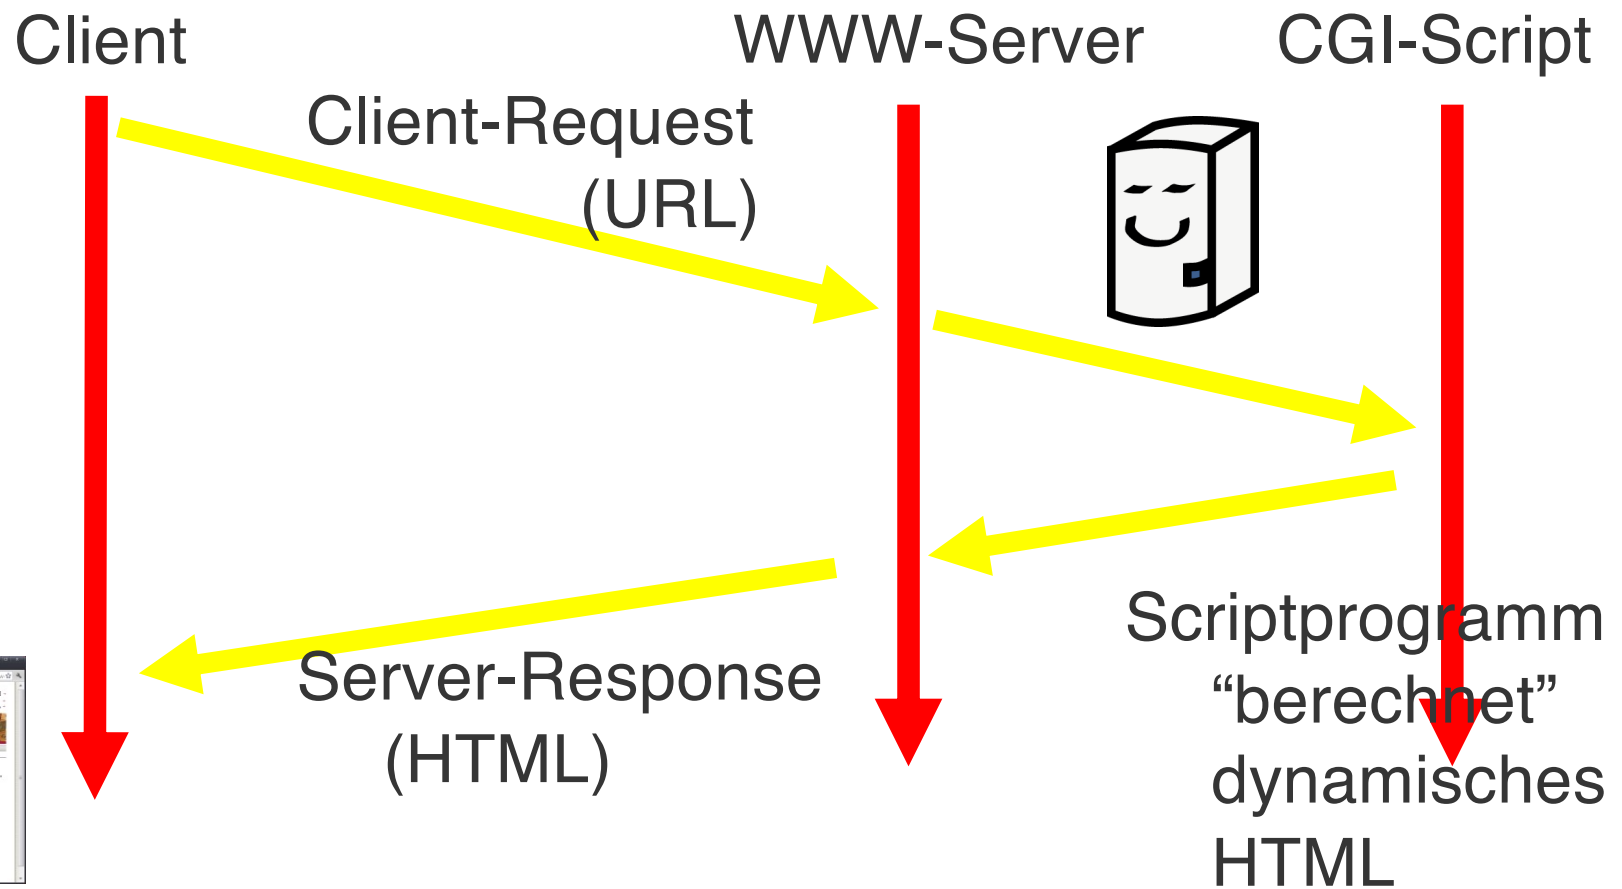 Client
WWW-Server
CGI-Script
Client-Request
(URL)
Server-Response
(HTML)
Scriptprogramm
“berechnet”
dynamisches
HTML